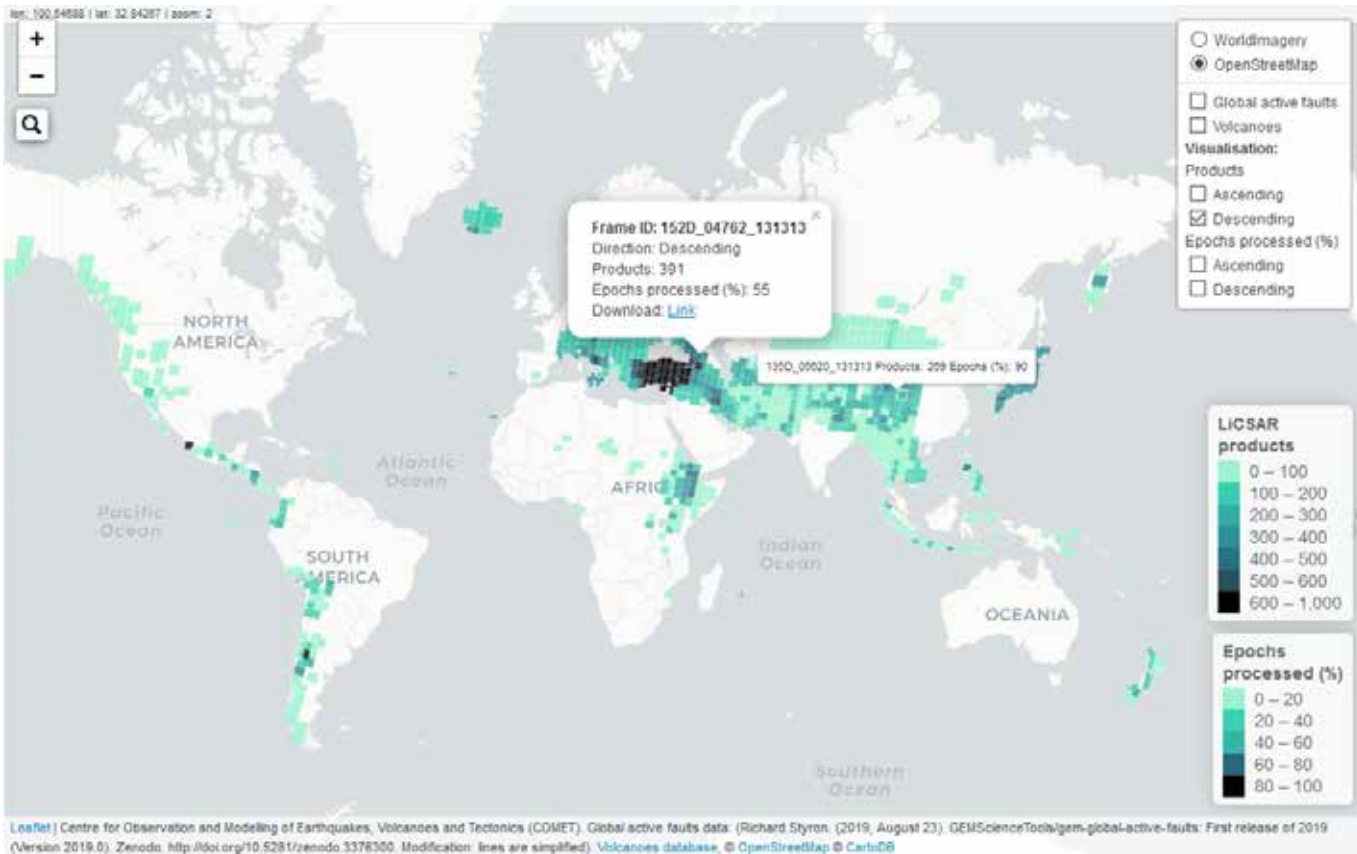 lon: 100.54688 | lat: 32.84267 | zoom: 2
+
−
WorldImagery
OpenStreetMap
Global active faults
Volcanoes
Visualisation:
Products
Ascending
Descending
Epochs processed (%)
Ascending
Descending
×
Frame ID: 152D_04762_131313
Direction: Descending
Products: 391
Epochs processed (%): 55
Download: Link
NORTH
AMERICA
135D_05520_131313 Products: 269 Epochs (%): 90
Atlantic
Ocean
AFRIC
Pacific
Ocean
SOUTH
AMERICA
Indian
Ocean
OCEANIA
Southern
Ocean
LiCSAR
products
0 – 100
100 – 200
200 – 300
300 – 400
400 – 500
500 – 600
600 – 1,000
Epochs
processed (%)
0 – 20
20 – 40
40 – 60
60 – 80
80 – 100
Leaflet | Centre for Observation and Modelling of Earthquakes, Volcanoes and Tectonics (COMET). Global active faults data: (Richard Styron. (2019, August 23). GEMScienceTools/gem-global-active-faults: First release of 2019
(Version 2019.0). Zenodo. http://doi.org/10.5281/zenodo.3376300. Modification: lines are simplified). Volcanoes database, © OpenStreetMap © CartoDB